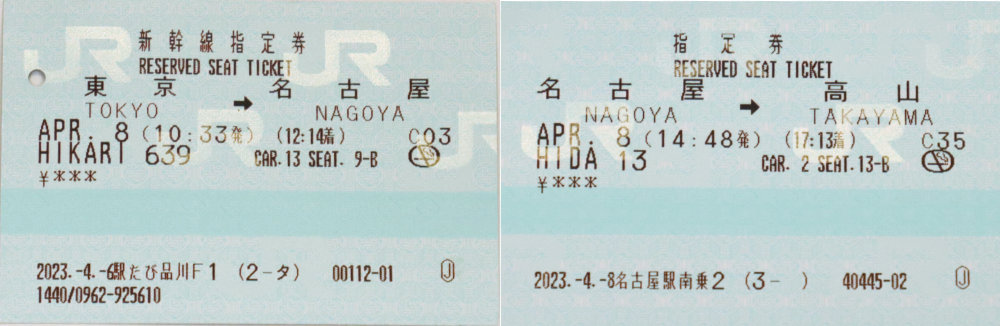 JR JR
新幹線指定券
RESERVED SEAT TICKET
東京 → 名古屋
TOKYO NAGOYA
APR. 8 (10:33発) (12:14着) C03
HIKARI 639 CAR.13 SEAT. 9-B
¥***
2023.-4.-6駅たび品川F1 (2-タ) 00112-01
1440/0962-925610
指定券
RESERVED SEAT TICKET
名古屋 → 高山
NAGOYA TAKAYAMA
APR. 8 (14:48発) (17:13着) C35
HIDA 13 CAR. 2 SEAT.13-B
¥***
2023.-4.-8名古屋駅南乗2 (3- ) 40445-02